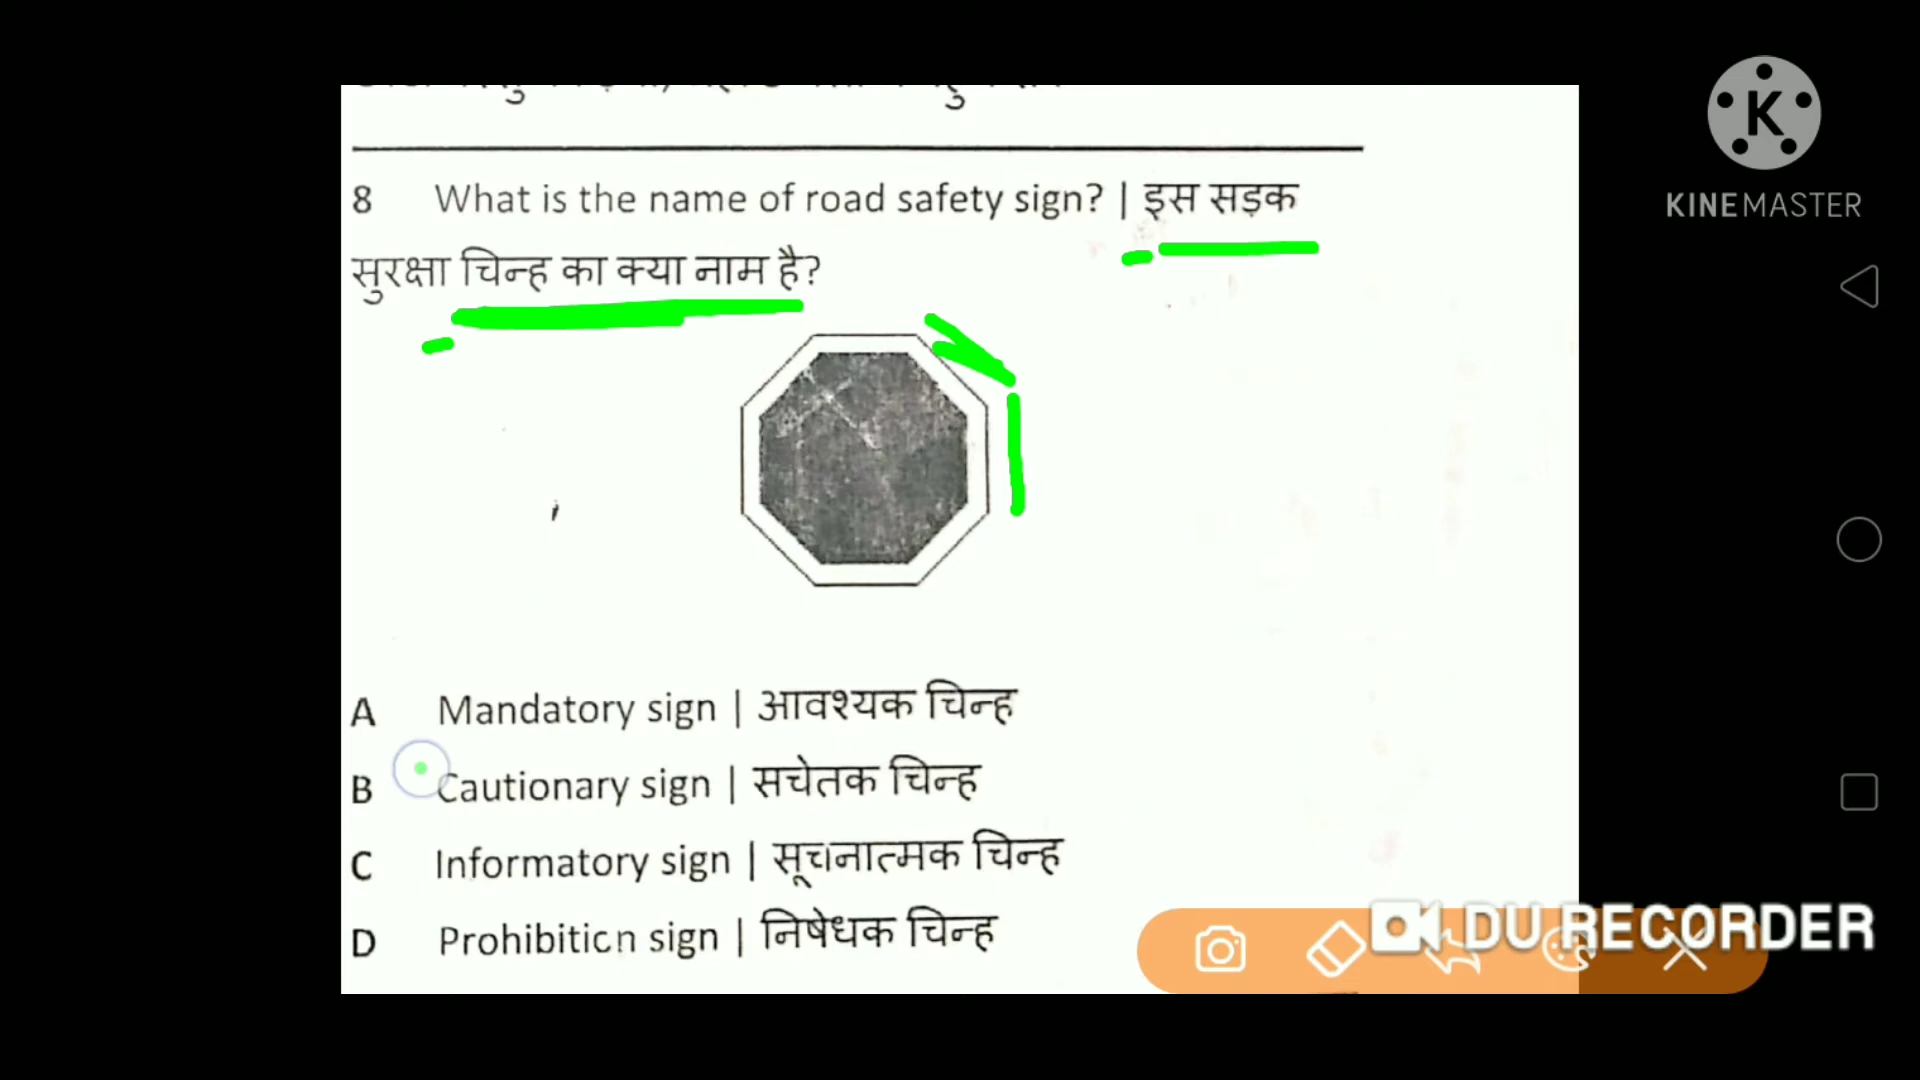 8 What is the name of road safety sign? | इस सड़क
सुरक्षा चिन्ह का क्या नाम है?
A Mandatory sign | आवश्यक चिन्ह
B Cautionary sign | सचेतक चिन्ह
C Informatory sign | सूचनात्मक चिन्ह
D Prohibition sign | निषेधक चिन्ह
K
KINEMASTER
DU RECORDER